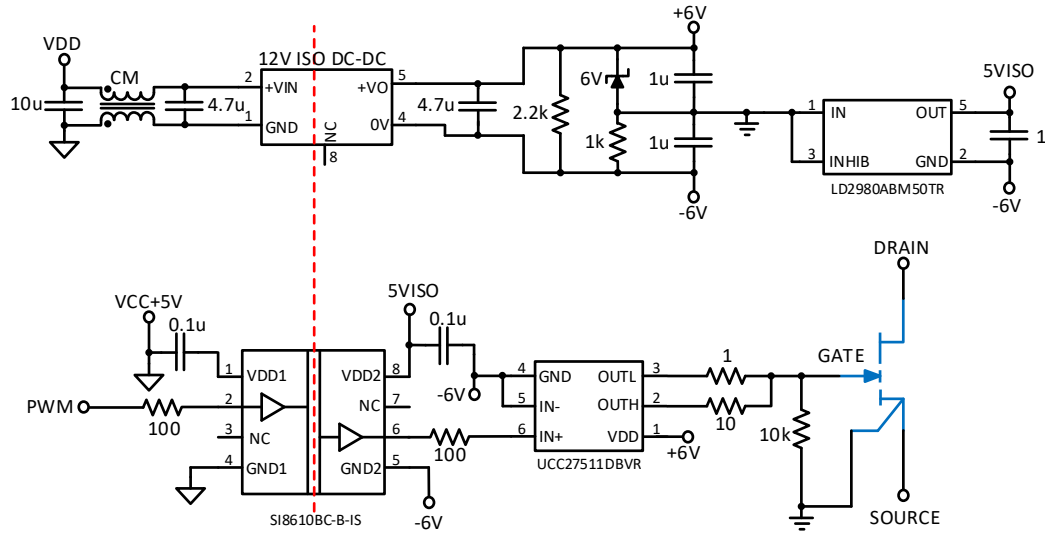 VDD
CM
10u
4.7u
12V ISO DC-DC
2
+VIN
1
GND
NC
8
5
+VO
4
0V
4.7u
2.2k
6V
1k
+6V
1u
1u
-6V
1
IN
3
INHIB
OUT
5
GND
2
LD2980ABM50TR
5VISO
1
-6V
VCC+5V
0.1u
PWM
100
1
VDD1
2
3
NC
4
GND1
VDD2
8
NC
7
6
GND2
5
SI8610BC-B-IS
5VISO
0.1u
-6V
100
-6V
4
GND
5
IN-
6
IN+
OUTL
3
OUTH
2
VDD
1
UCC27511DBVR
+6V
1
10
10k
GATE
DRAIN
SOURCE